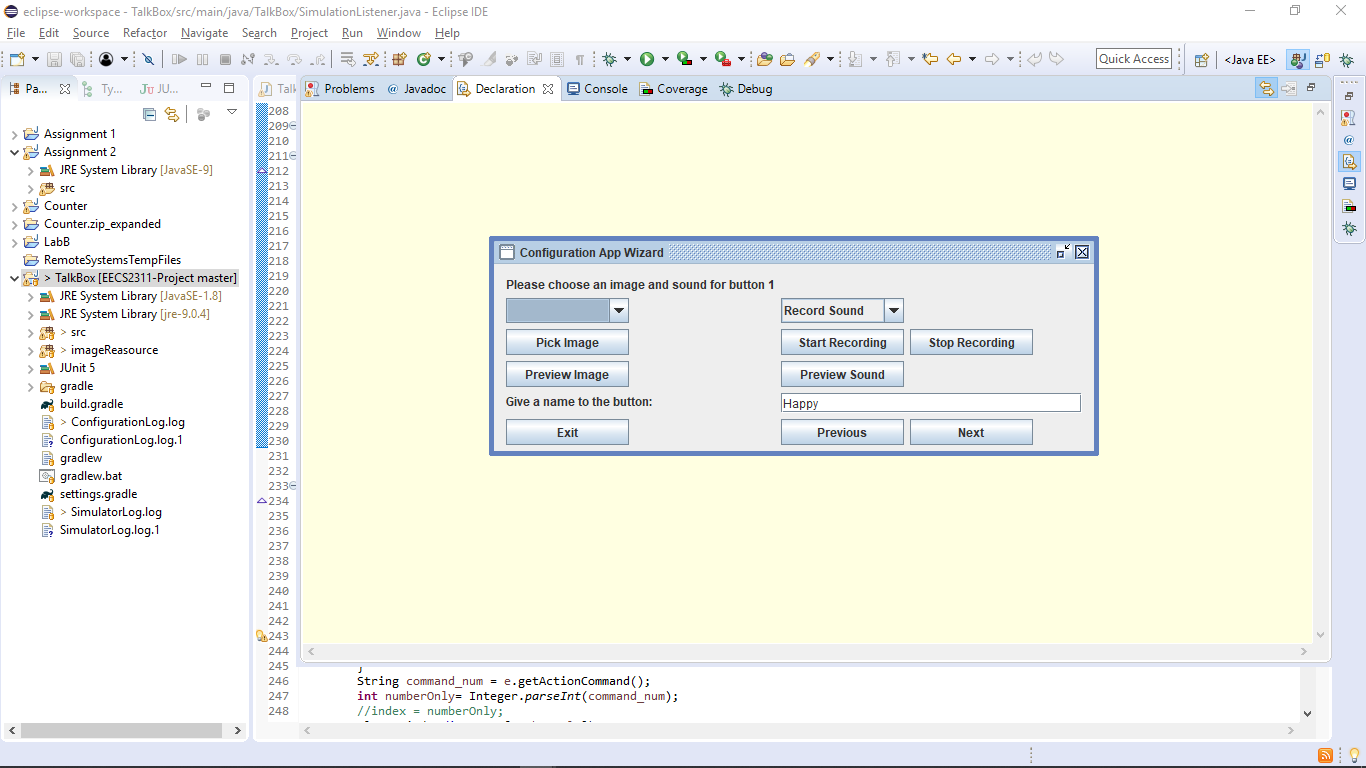 eclipse-workspace - TalkBox/src/main/java/TalkBox/SimulationListener.java - Eclipse IDE
File Edit Source Refactor Navigate Search Project Run Window Help
Quick Access
<Java EE>
Pa... Ty... JU...
Talk
Problems @ Javadoc Declaration Console Coverage Debug
Assignment 1
Assignment 2
JRE System Library [JavaSE-9]
src
Counter
Counter.zip_expanded
LabB
RemoteSystemsTempFiles
> TalkBox [EECS2311-Project master]
JRE System Library [JavaSE-1.8]
JRE System Library [jre-9.0.4]
> src
> imageReasource
JUnit 5
gradle
build.gradle
> ConfigurationLog.log
ConfigurationLog.log.1
gradlew
gradlew.bat
settings.gradle
> SimulatorLog.log
SimulatorLog.log.1
208
209
210
211
212
213
214
215
216
217
218
219
220
221
222
223
224
225
226
227
228
229
230
231
232
233
234
235
236
237
238
239
240
241
242
243
244
245 }
246 String command_num = e.getActionCommand();
247 int numberOnly= Integer.parseInt(command_num);
248 //index = numberOnly;
Configuration App Wizard
Please choose an image and sound for button 1
Record Sound
Pick Image Start Recording Stop Recording
Preview Image Preview Sound
Give a name to the button: Happy
Exit Previous Next